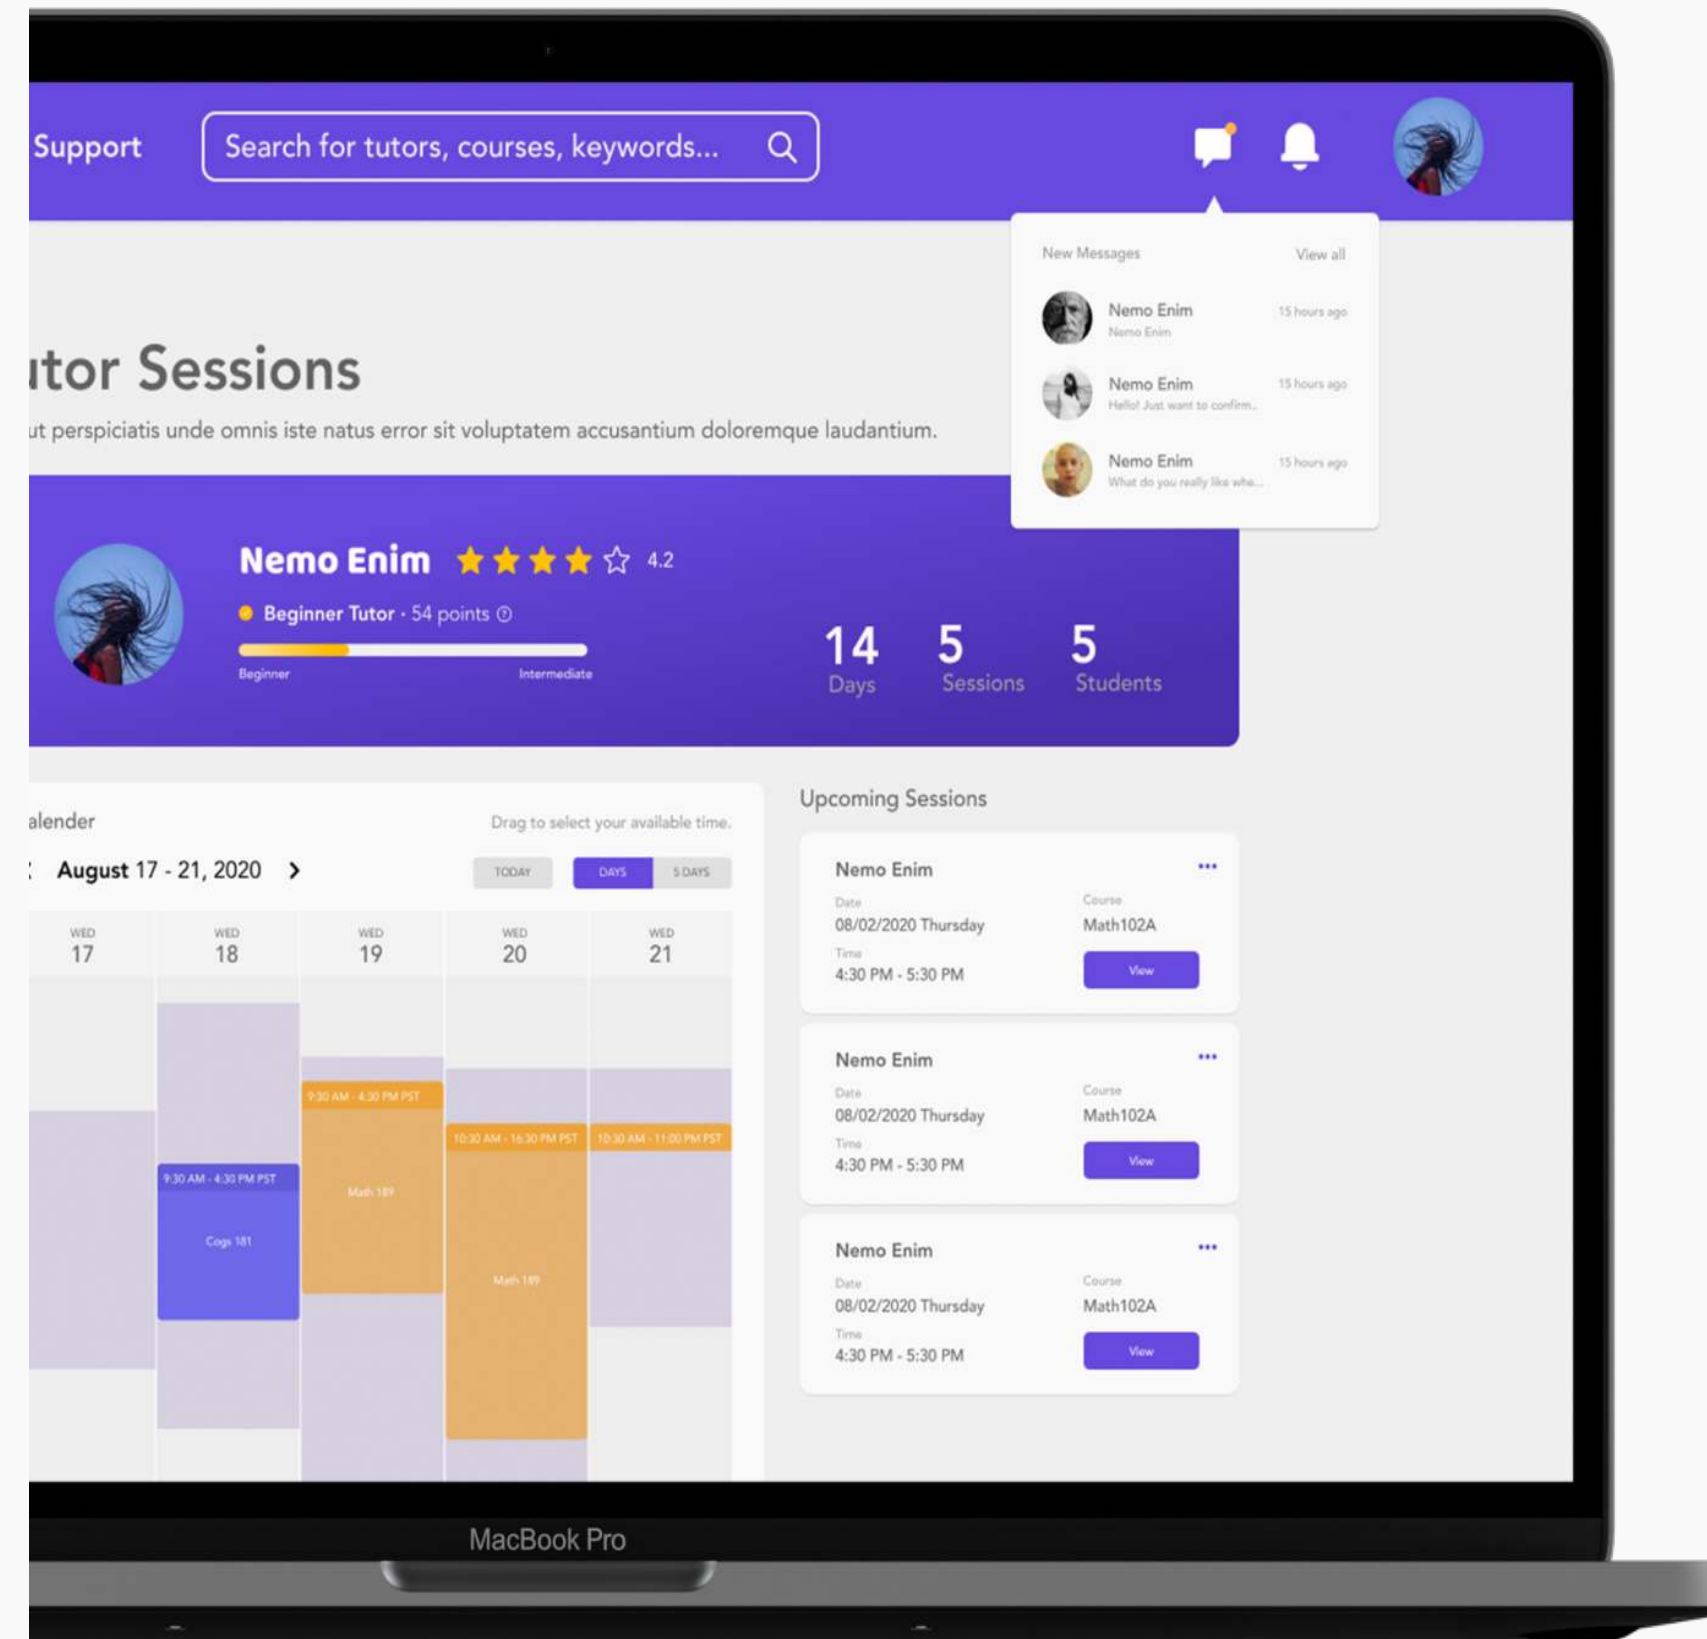 Support
Search for tutors, courses, keywords...
New Messages View all
Nemo Enim 15 hours ago
Nemo Enim
Nemo Enim 15 hours ago
Hello! Just want to confirm..
Nemo Enim 15 hours ago
What do you really like whe...
utor Sessions
ut perspiciatis unde omnis iste natus error sit voluptatem accusantium doloremque laudantium.
Nemo Enim 4.2
Beginner Tutor · 54 points
Beginner Intermediate
14 5 5
Days Sessions Students
alender Drag to select your available time.
August 17 - 21, 2020 TODAY DAYS 5 DAYS
WED WED WED WED WED
17 18 19 20 21
9:30 AM - 4:30 PM PST
10:30 AM - 16:30 PM PST 10:30 AM - 11:00 PM PST
9:30 AM - 4:30 PM PST
Math 189
Cogs 181
Math 189
Upcoming Sessions
Nemo Enim
Date Course
08/02/2020 Thursday Math102A
Time
4:30 PM - 5:30 PM View
Nemo Enim
Date Course
08/02/2020 Thursday Math102A
Time
4:30 PM - 5:30 PM View
Nemo Enim
Date Course
08/02/2020 Thursday Math102A
Time
4:30 PM - 5:30 PM View
MacBook Pro